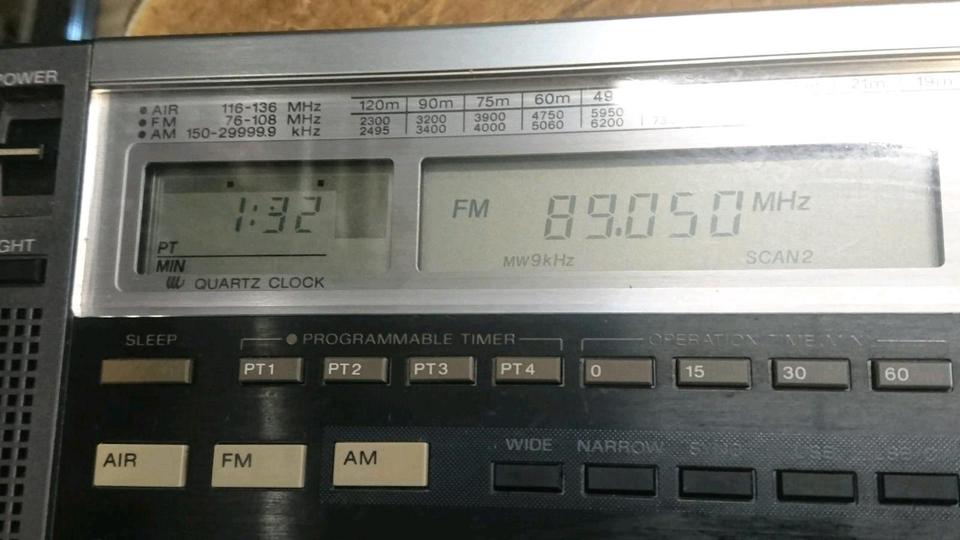 POWER
● AIR 116-136 MHz
● FM 76-108 MHz
● AM 150-29999.9 kHz
120m 90m 75m 60m 49 21m 19m
2300 3200 3900 4750 5950
2495 3400 4000 5060 6200
1:32
PT
MIN
QUARTZ CLOCK
FM 89.050 MHz
MW9kHz SCAN2
GHT
SLEEP
● PROGRAMMABLE TIMER
OPERATION TIME
PT1 PT2 PT3 PT4 0 15 30 60
AIR FM AM
WIDE NARROW